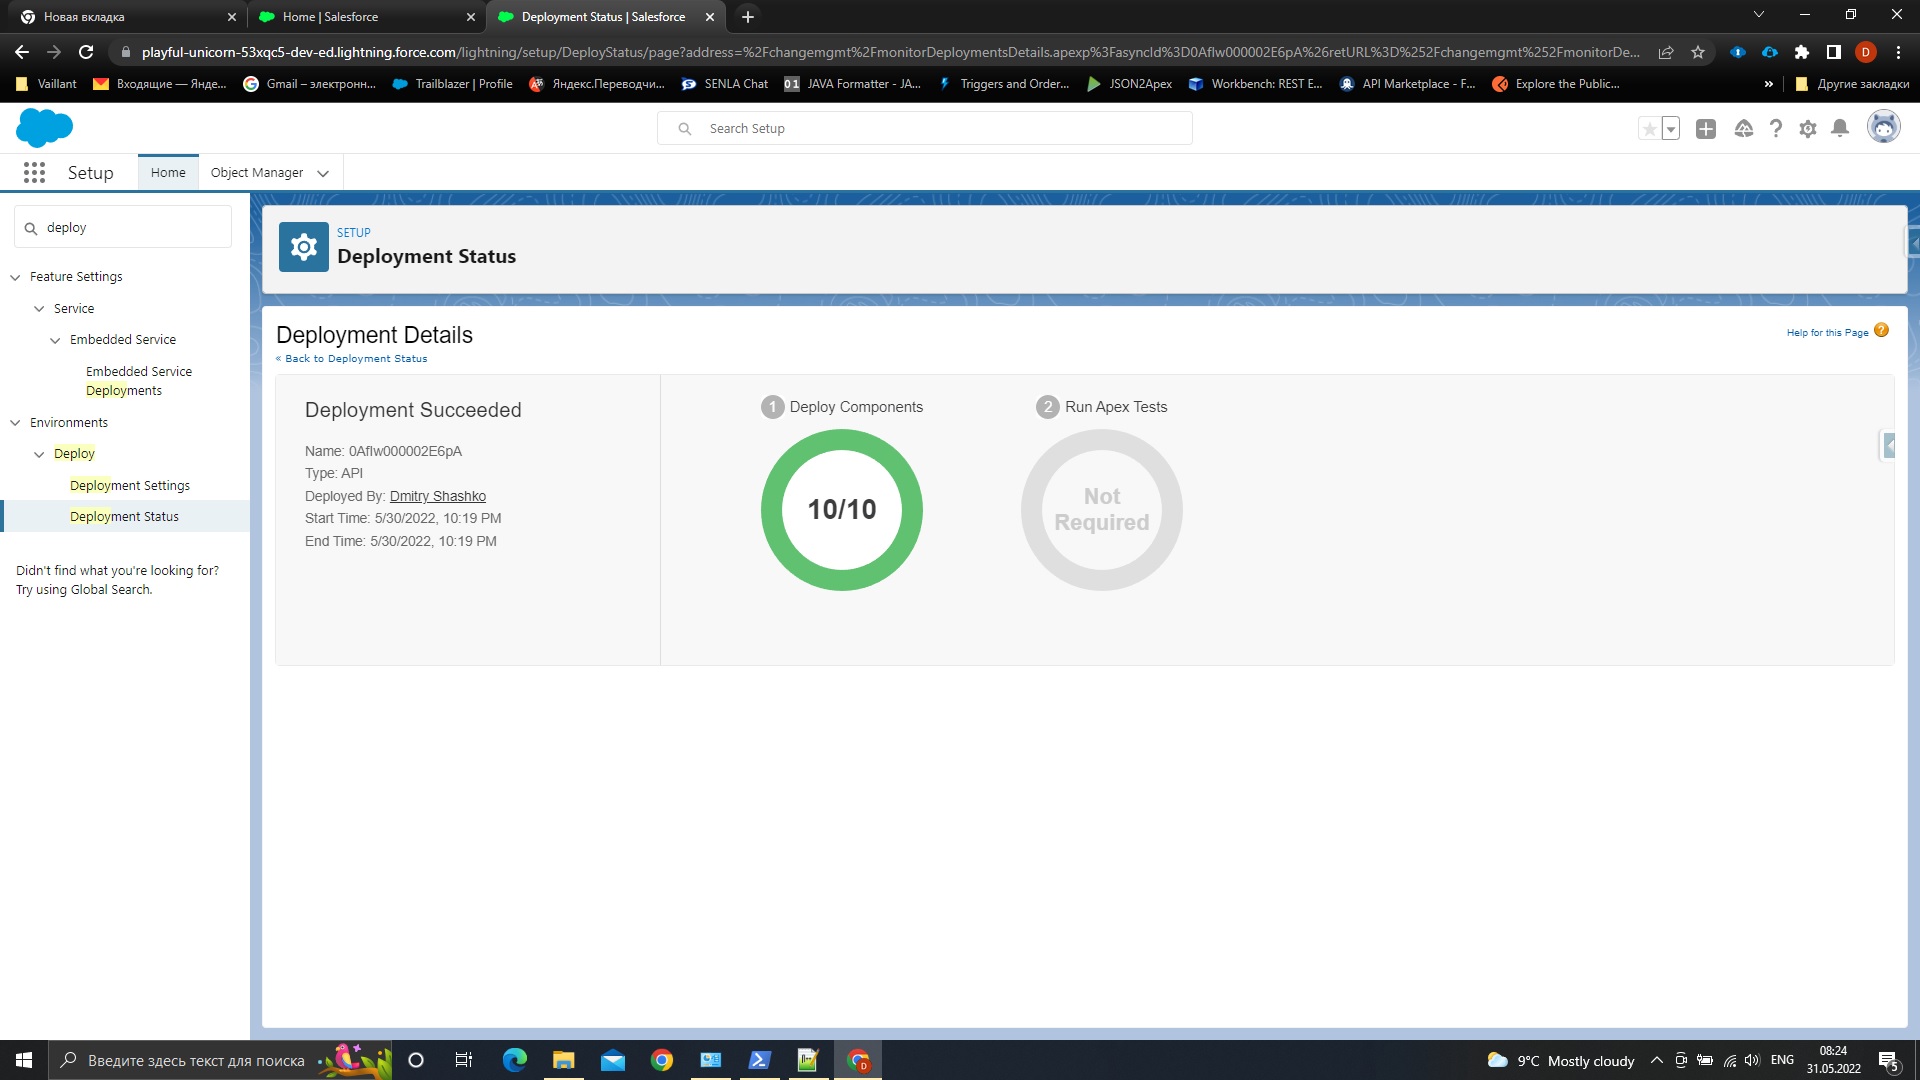 Новая вкладка
Home | Salesforce
Deployment Status | Salesforce
playful-unicorn-53xqc5-dev-ed.lightning.force.com/lightning/setup/DeployStatus/page?address=%2Fchangemgmt%2FmonitorDeploymentsDetails.apexp%3FasyncId%3D0AfIw000002E6pA%26retURL%3D%252Fchangemgmt%252FmonitorDe...
D
Vaillant
Входящие — Янде...
Gmail – электронн...
Trailblazer | Profile
Яндекс.Переводчи...
SENLA Chat
01
JAVA Formatter - JA...
Triggers and Order...
JSON2Apex
Workbench: REST E...
API Marketplace - F...
Explore the Public...
»
Другие закладки
Search Setup
Setup
Home
Object Manager
deploy
Feature Settings
Service
Embedded Service
Embedded Service
Deployments
Environments
Deploy
Deployment Settings
Deployment Status
Didn't find what you're looking for?
Try using Global Search.
SETUP
Deployment Status
Deployment Details
« Back to Deployment Status
Help for this Page ?
Deployment Succeeded
Name: 0AfIw000002E6pA
Type: API
Deployed By: Dmitry Shashko
Start Time: 5/30/2022, 10:19 PM
End Time: 5/30/2022, 10:19 PM
1 Deploy Components
10/10
2 Run Apex Tests
Not
Required
Введите здесь текст для поиска
D
9°C Mostly cloudy
ENG
08:24
31.05.2022
5